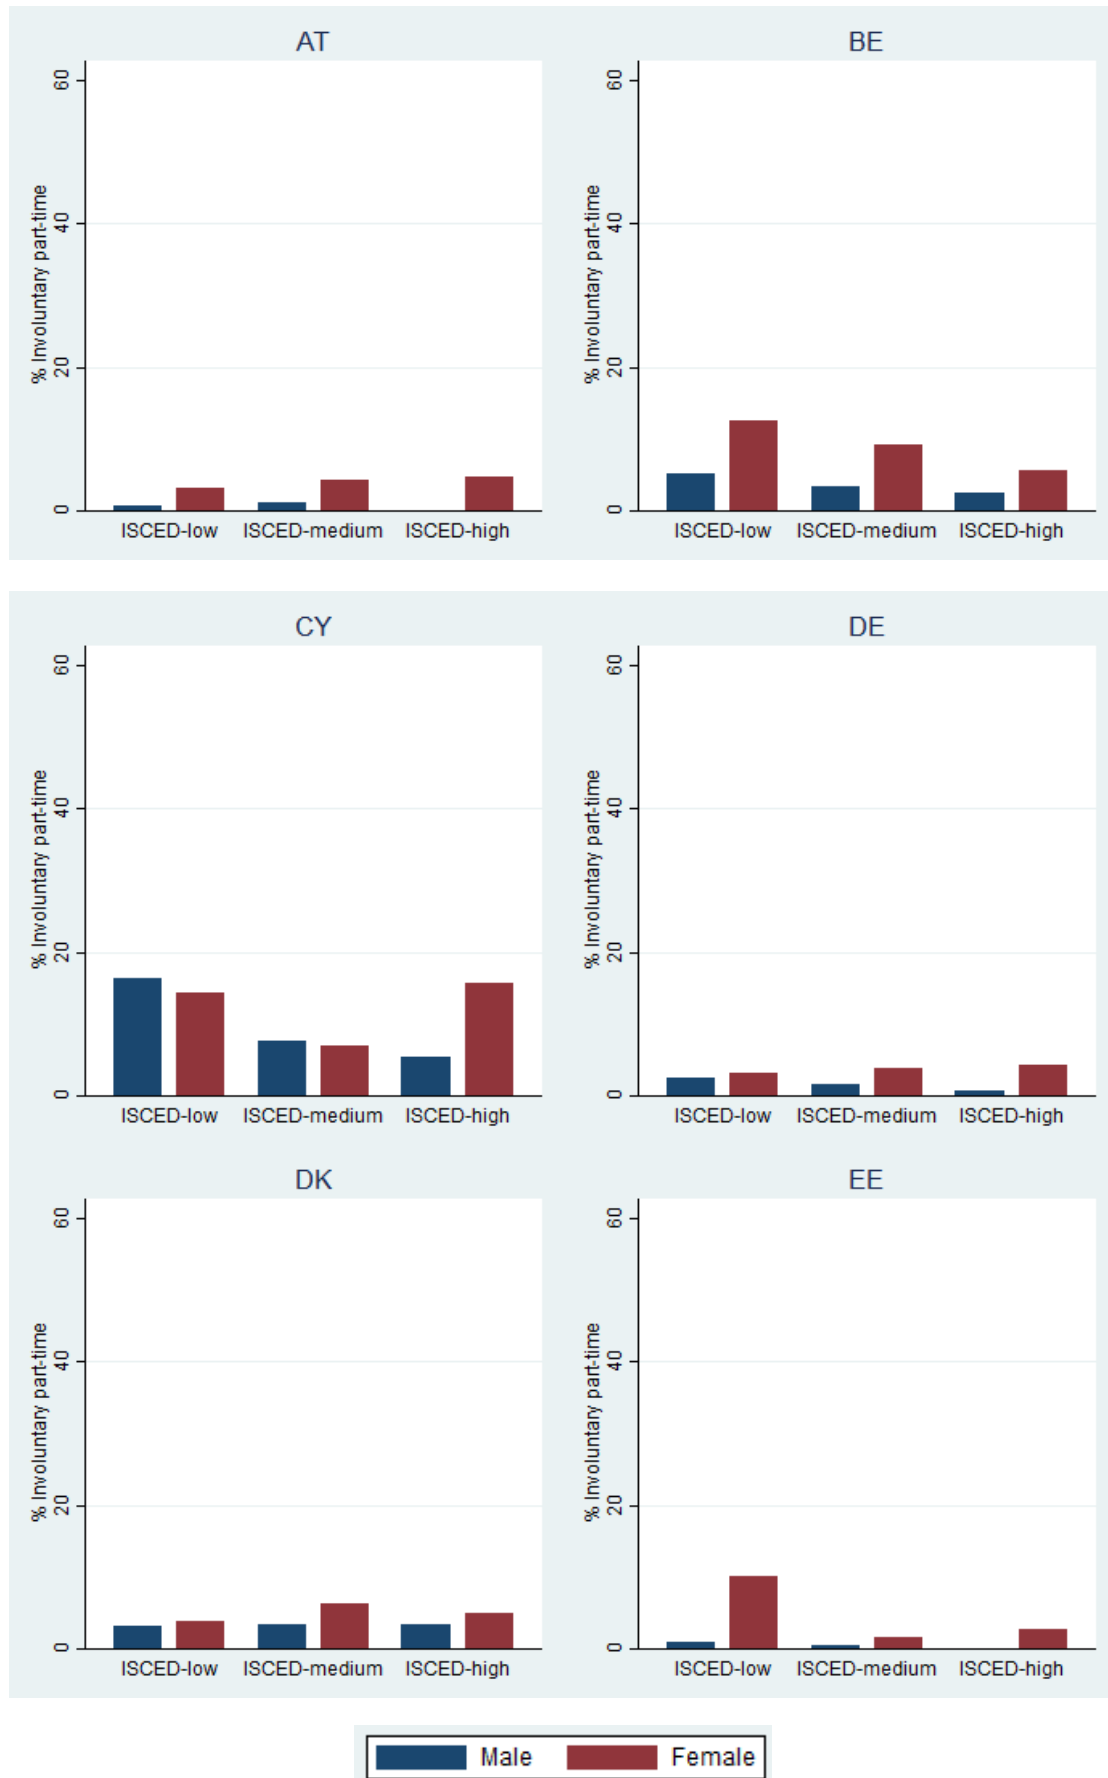 AT
BE
% Involuntary part-time
60
40
20
0
ISCED-low ISCED-medium ISCED-high
% Involuntary part-time
60
40
20
0
ISCED-low ISCED-medium ISCED-high
CY
DE
% Involuntary part-time
60
40
20
0
ISCED-low ISCED-medium ISCED-high
% Involuntary part-time
60
40
20
0
ISCED-low ISCED-medium ISCED-high
DK
EE
% Involuntary part-time
60
40
20
0
ISCED-low ISCED-medium ISCED-high
% Involuntary part-time
60
40
20
0
ISCED-low ISCED-medium ISCED-high
Male Female